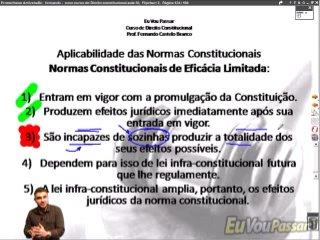 Eu Vou Passar
Curso de Direito Constitucional
Prof. Fernando Castelo Branco
Aplicabilidade das Normas Constitucionais
Normas Constitucionais de Eficácia Limitada:
1) Entram em vigor com a promulgação da Constituição.
2) Produzem efeitos jurídicos imediatamente após sua
entrada em vigor.
3) São incapazes de sozinhas produzir a totalidade dos
seus efeitos possíveis.
4) Dependem para isso de lei infra-constitucional futura
que lhe regulamente.
5) A lei infra-constitucional amplia, portanto, os efeitos
jurídicos da norma constitucional.
EuVouPassar